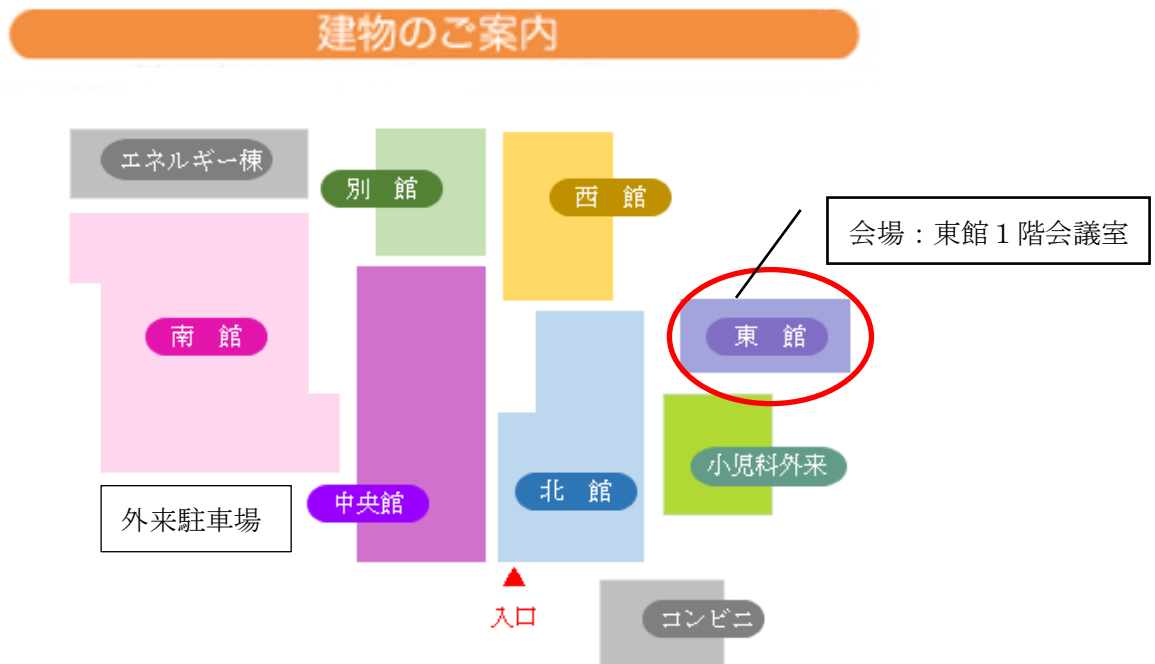 建物のご案内
エネルギー棟
別 館
西 館
会場：東館１階会議室
南 館
東 館
小児科外来
北 館
中央館
外来駐車場
入口
コンビニ